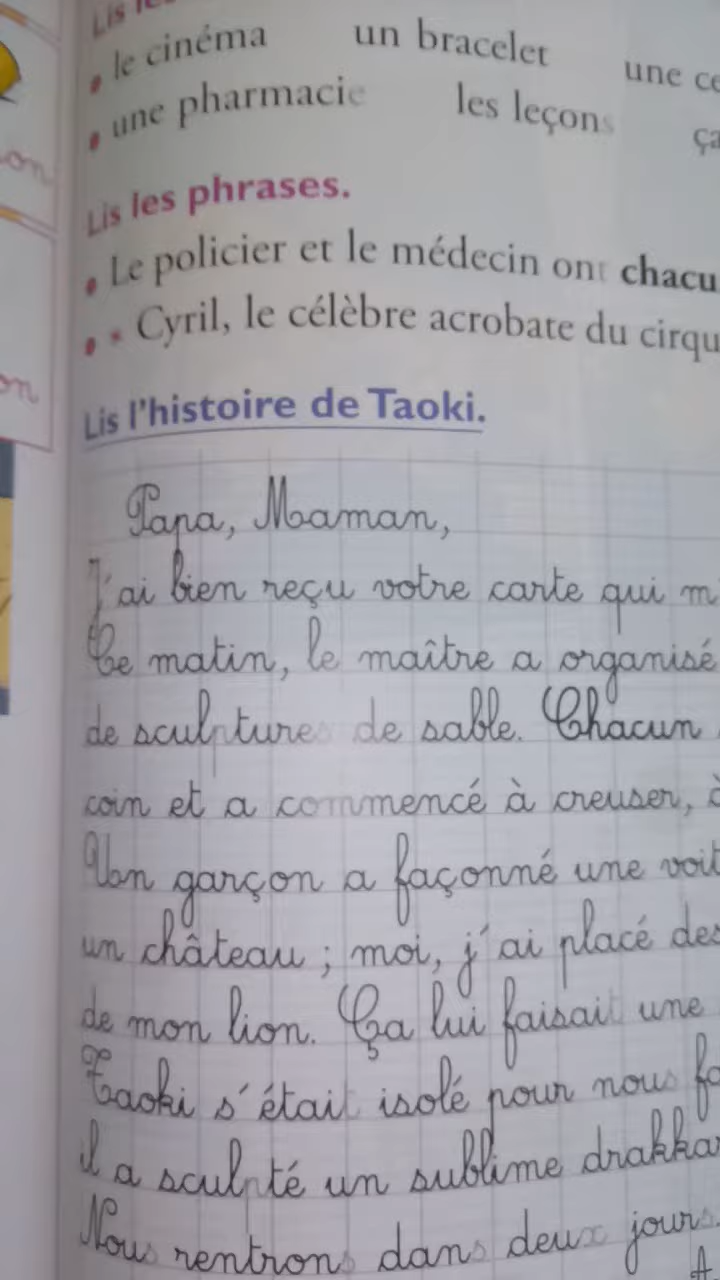 Lis
le cinéma un bracelet une
une pharmacie les leçons
Lis les phrases.
Le policier et le médecin ont
Cyril, le célèbre acrobate du
Lis l'histoire de Taoki.
Papa, Maman,
J'ai bien reçu votre carte qui
Ce matin, le maître a organisé
de sculptures de sable. Chacun
coin et a commencé à creuser,
Un garçon a façonné une
un château ; moi, j'ai placé des
de mon lion. Ça lui faisait une
Taoki s'était isolé pour nous
il a sculpté un sublime
Nous rentrons dans deux jours.